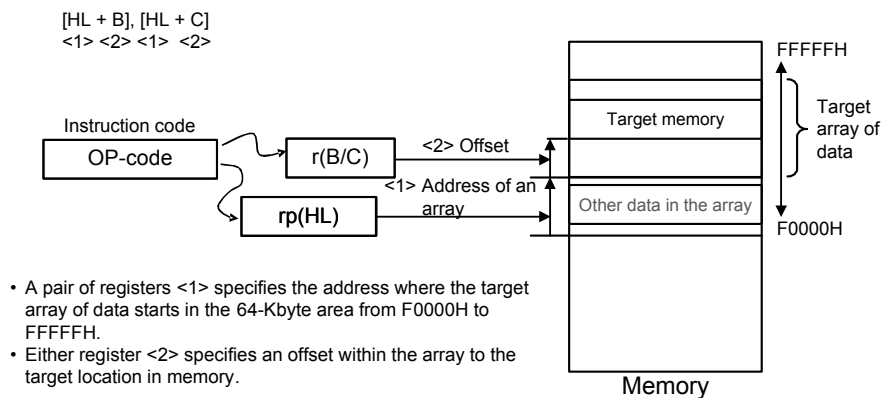 [HL + B], [HL + C]
<1> <2> <1> <2>
FFFFFH
Target memory
Target
array of
data
Instruction code
OP-code
r(B/C)
<2> Offset
<1> Address of an
array
rp(HL)
Other data in the array
F0000H
• A pair of registers <1> specifies the address where the target
array of data starts in the 64-Kbyte area from F0000H to
FFFFFH.
• Either register <2> specifies an offset within the array to the
target location in memory.
Memory